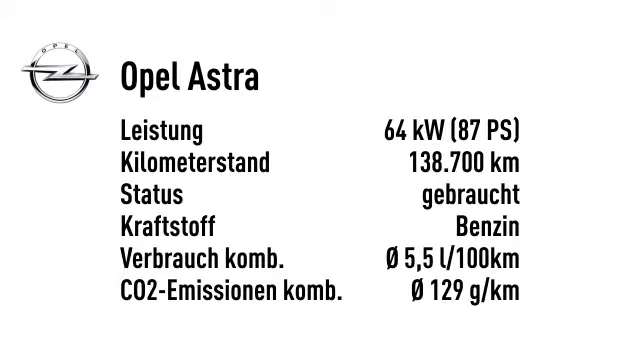 OPEL
Opel Astra
Leistung 64 kW (87 PS)
Kilometerstand 138.700 km
Status gebraucht
Kraftstoff Benzin
Verbrauch komb. Ø 5,5 l/100km
CO2-Emissionen komb. Ø 129 g/km